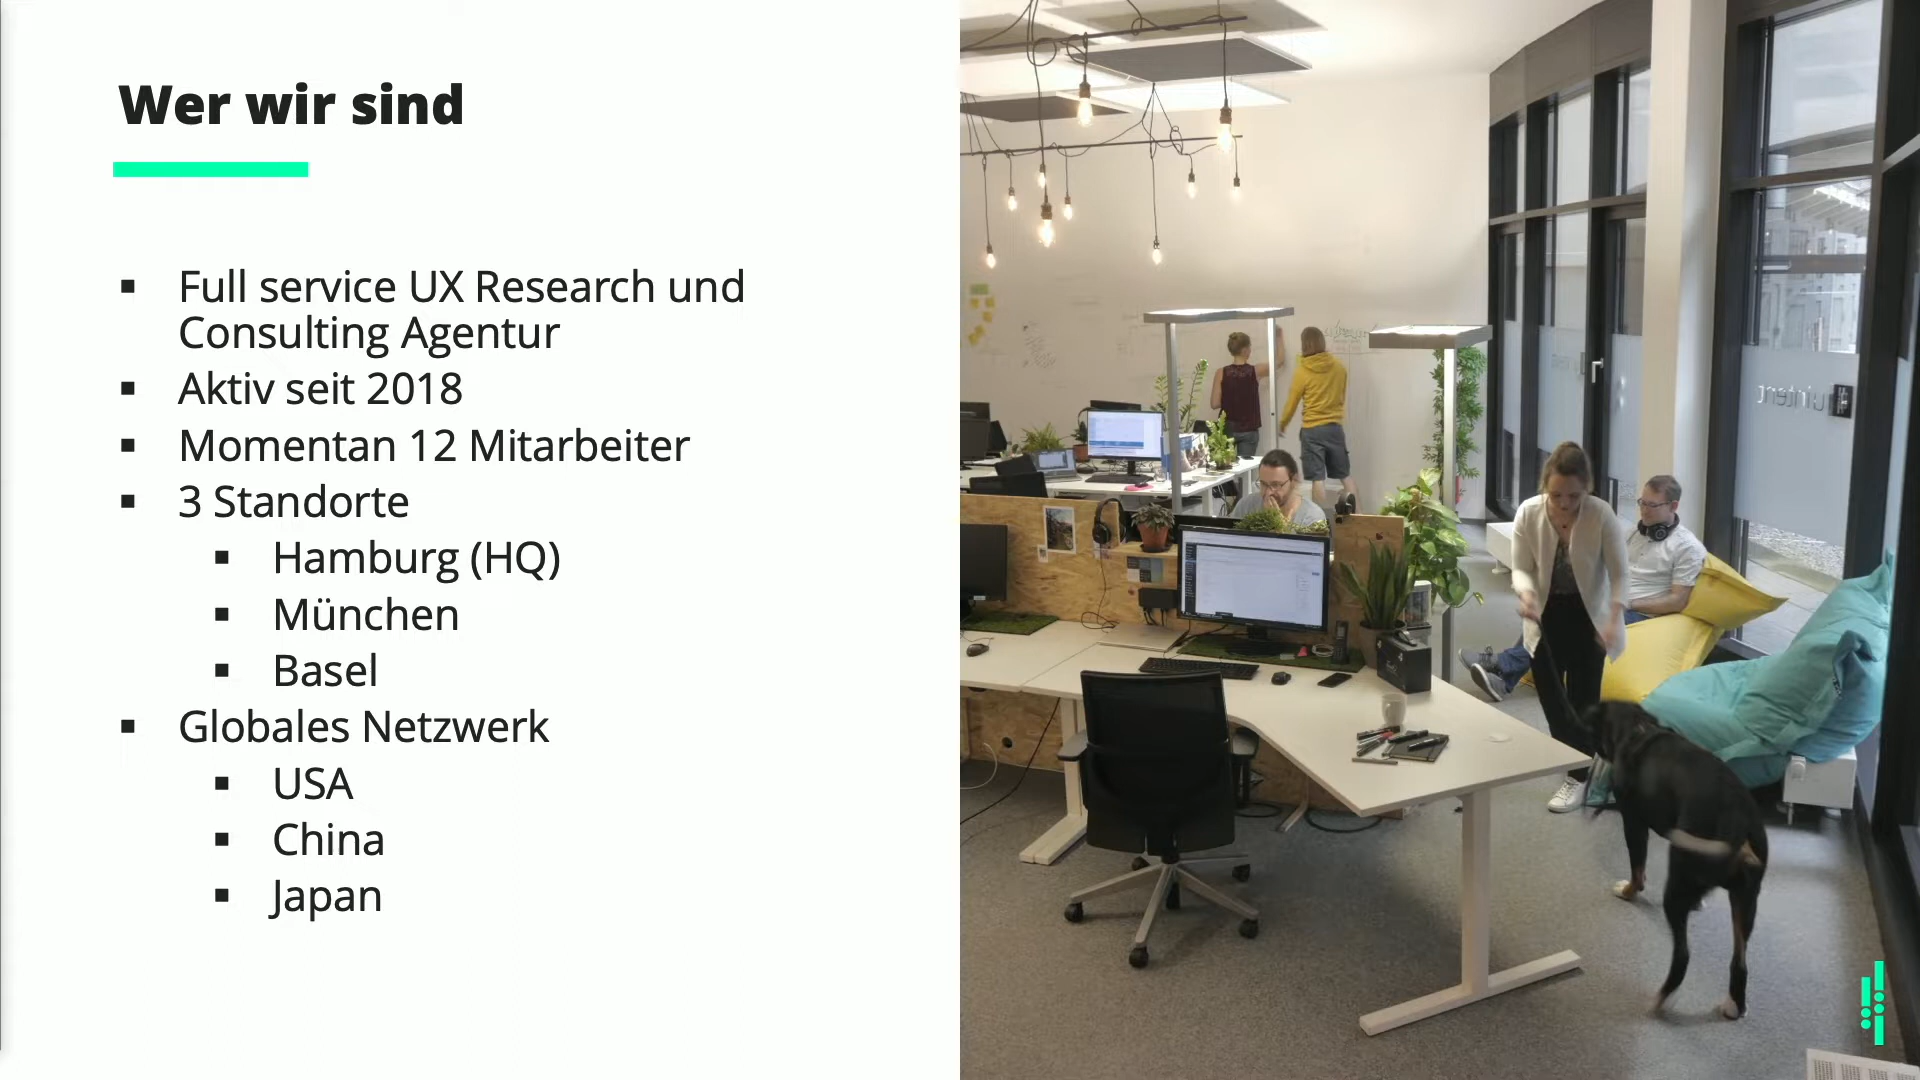 Wer wir sind
▪ Full service UX Research und
Consulting Agentur
▪ Aktiv seit 2018
▪ Momentan 12 Mitarbeiter
▪ 3 Standorte
▪ Hamburg (HQ)
▪ München
▪ Basel
▪ Globales Netzwerk
▪ USA
▪ China
▪ Japan
uintent